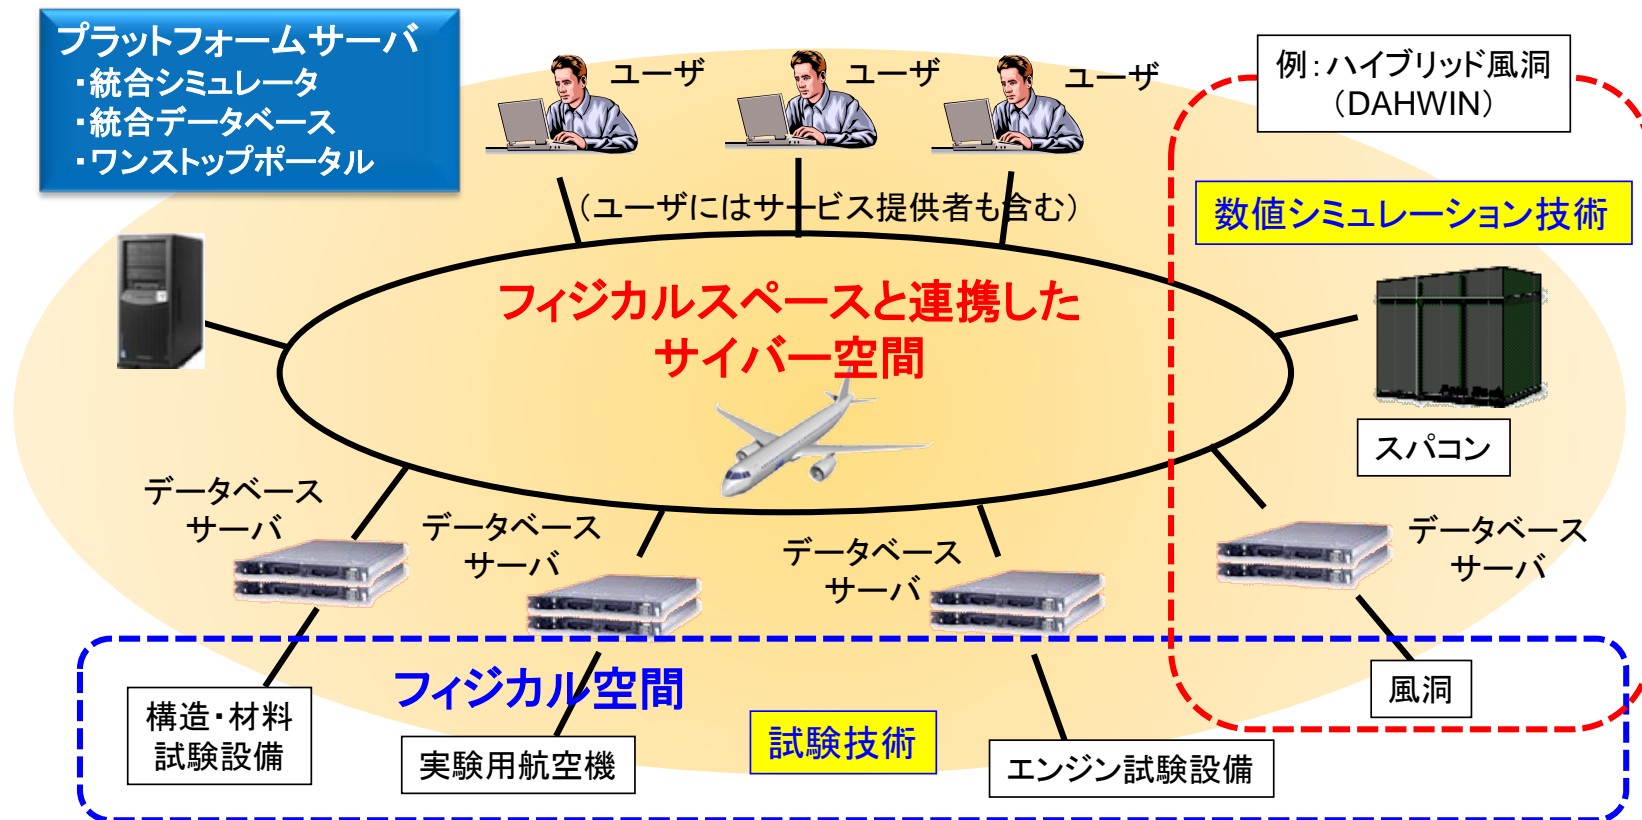 プラットフォームサーバ
・統合シミュレータ
・統合データベース
・ワンストップポータル
ユーザ
ユーザ
ユーザ
例：ハイブリッド風洞
（DAHWIN）
（ユーザにはサービス提供者も含む）
数値シミュレーション技術
フィジカルスペースと連携した
サイバー空間
スパコン
データベース
サーバ
データベース
サーバ
データベース
サーバ
データベース
サーバ
フィジカル空間
風洞
構造・材料
試験設備
実験用航空機
試験技術
エンジン試験設備